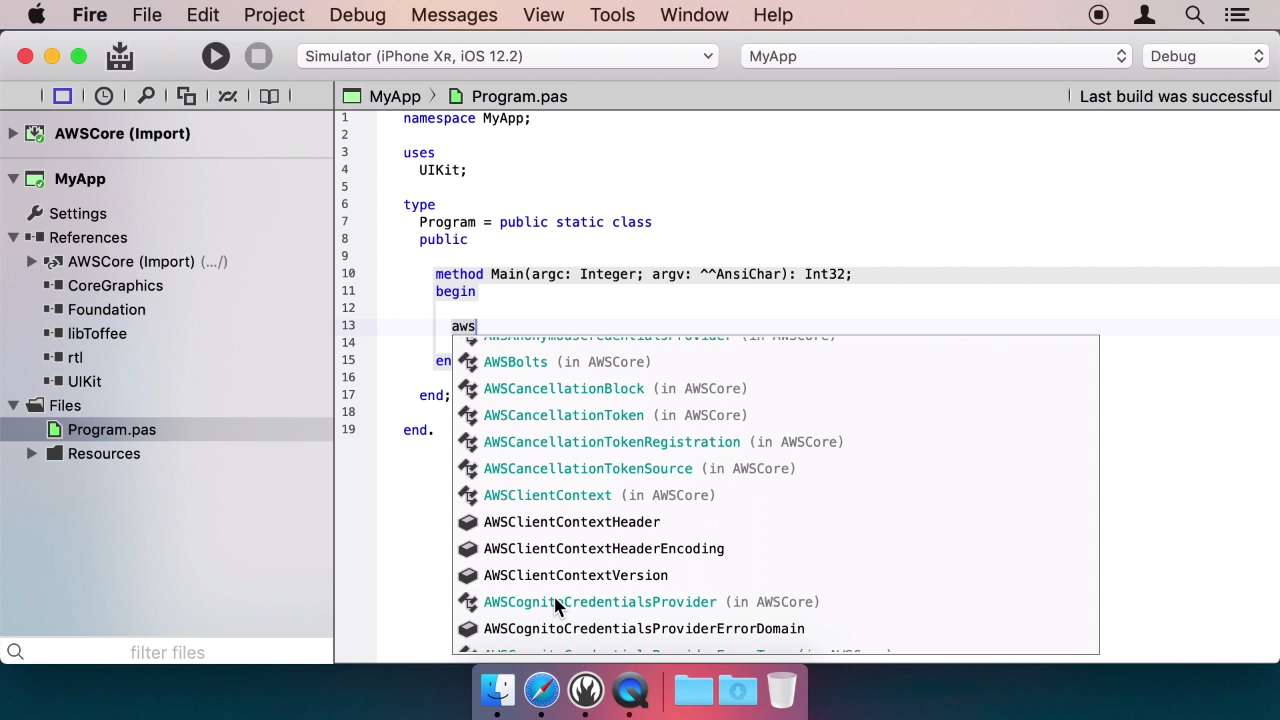 Fire File Edit Project Debug Messages View Tools Window Help
Simulator (iPhone XR, iOS 12.2) MyApp Debug
MyApp Program.pas Last build was successful
AWSCore (Import)
MyApp
Settings
References
AWSCore (Import) (.../)
CoreGraphics
Foundation
libToffee
rtl
UIKit
Files
Program.pas
Resources
filter files
1 namespace MyApp;
2
3 uses
4 UIKit;
5
6 type
7 Program = public static class
8 public
9
10 method Main(argc: Integer; argv: ^^AnsiChar): Int32;
11 begin
12
13 aws
14
15 en
16
17 end;
18
19 end.
AWSAnonymousCredentialsProvider (in AWSCore)
AWSBolts (in AWSCore)
AWSCancellationBlock (in AWSCore)
AWSCancellationToken (in AWSCore)
AWSCancellationTokenRegistration (in AWSCore)
AWSCancellationTokenSource (in AWSCore)
AWSClientContext (in AWSCore)
AWSClientContextHeader
AWSClientContextHeaderEncoding
AWSClientContextVersion
AWSCognitoCredentialsProvider (in AWSCore)
AWSCognitoCredentialsProviderErrorDomain